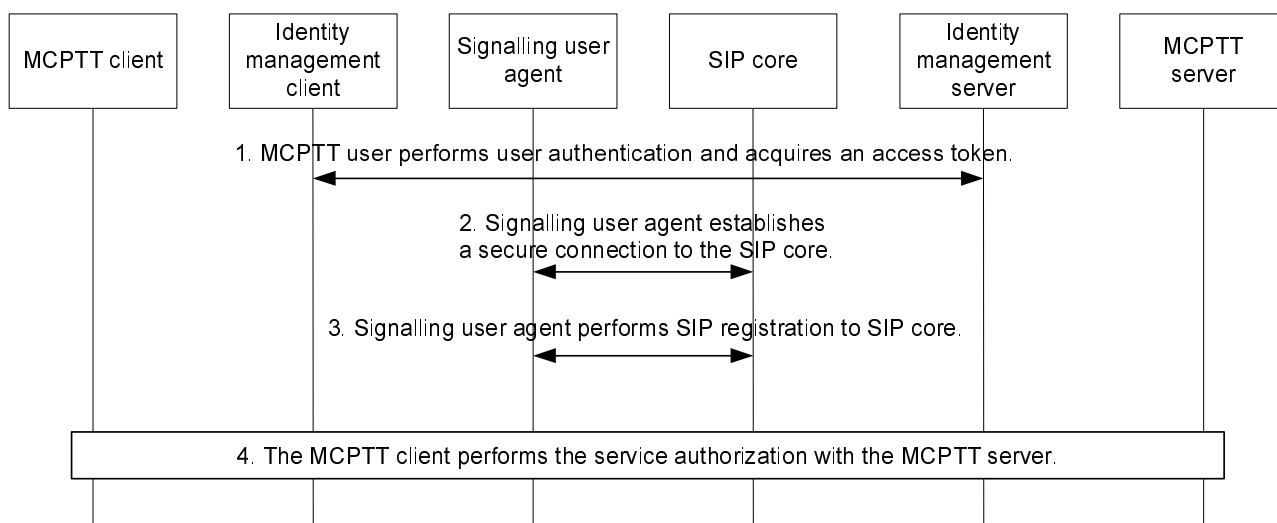 MCPTT client
Identity
management
client
Signalling user
agent
SIP core
Identity
management
server
MCPTT
server
1. MCPTT user performs user authentication and acquires an access token.
2. Signalling user agent establishes
a secure connection to the SIP core.
3. Signalling user agent performs SIP registration to SIP core.
4. The MCPTT client performs the service authorization with the MCPTT server.